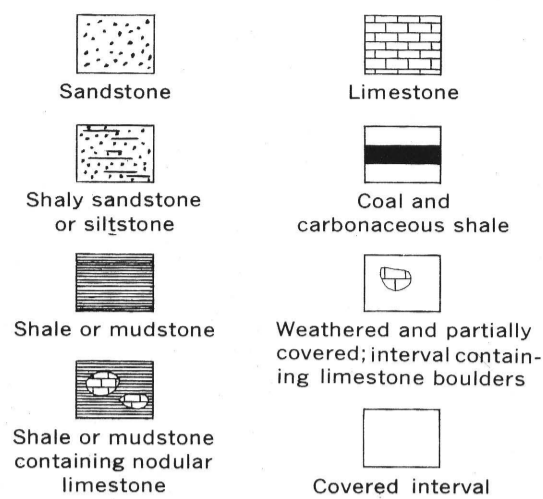 Sandstone
Limestone
Shaly sandstone
or siltstone
Coal and
carbonaceous shale
Shale or mudstone
Weathered and partially
covered; interval contain-
ing limestone boulders
Shale or mudstone
containing nodular
limestone
Covered interval